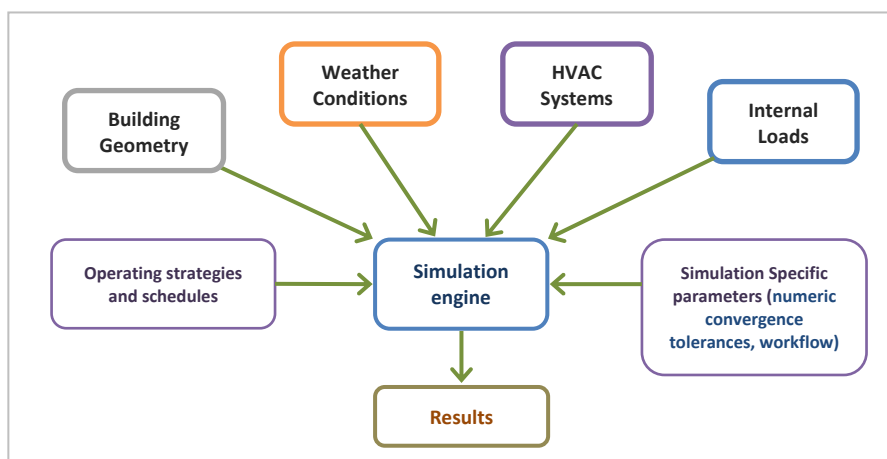 Building
Geometry
Weather
Conditions
HVAC
Systems
Internal
Loads
Operating strategies
and schedules
Simulation
engine
Simulation Specific
parameters (numeric
convergence
tolerances, workflow)
Results